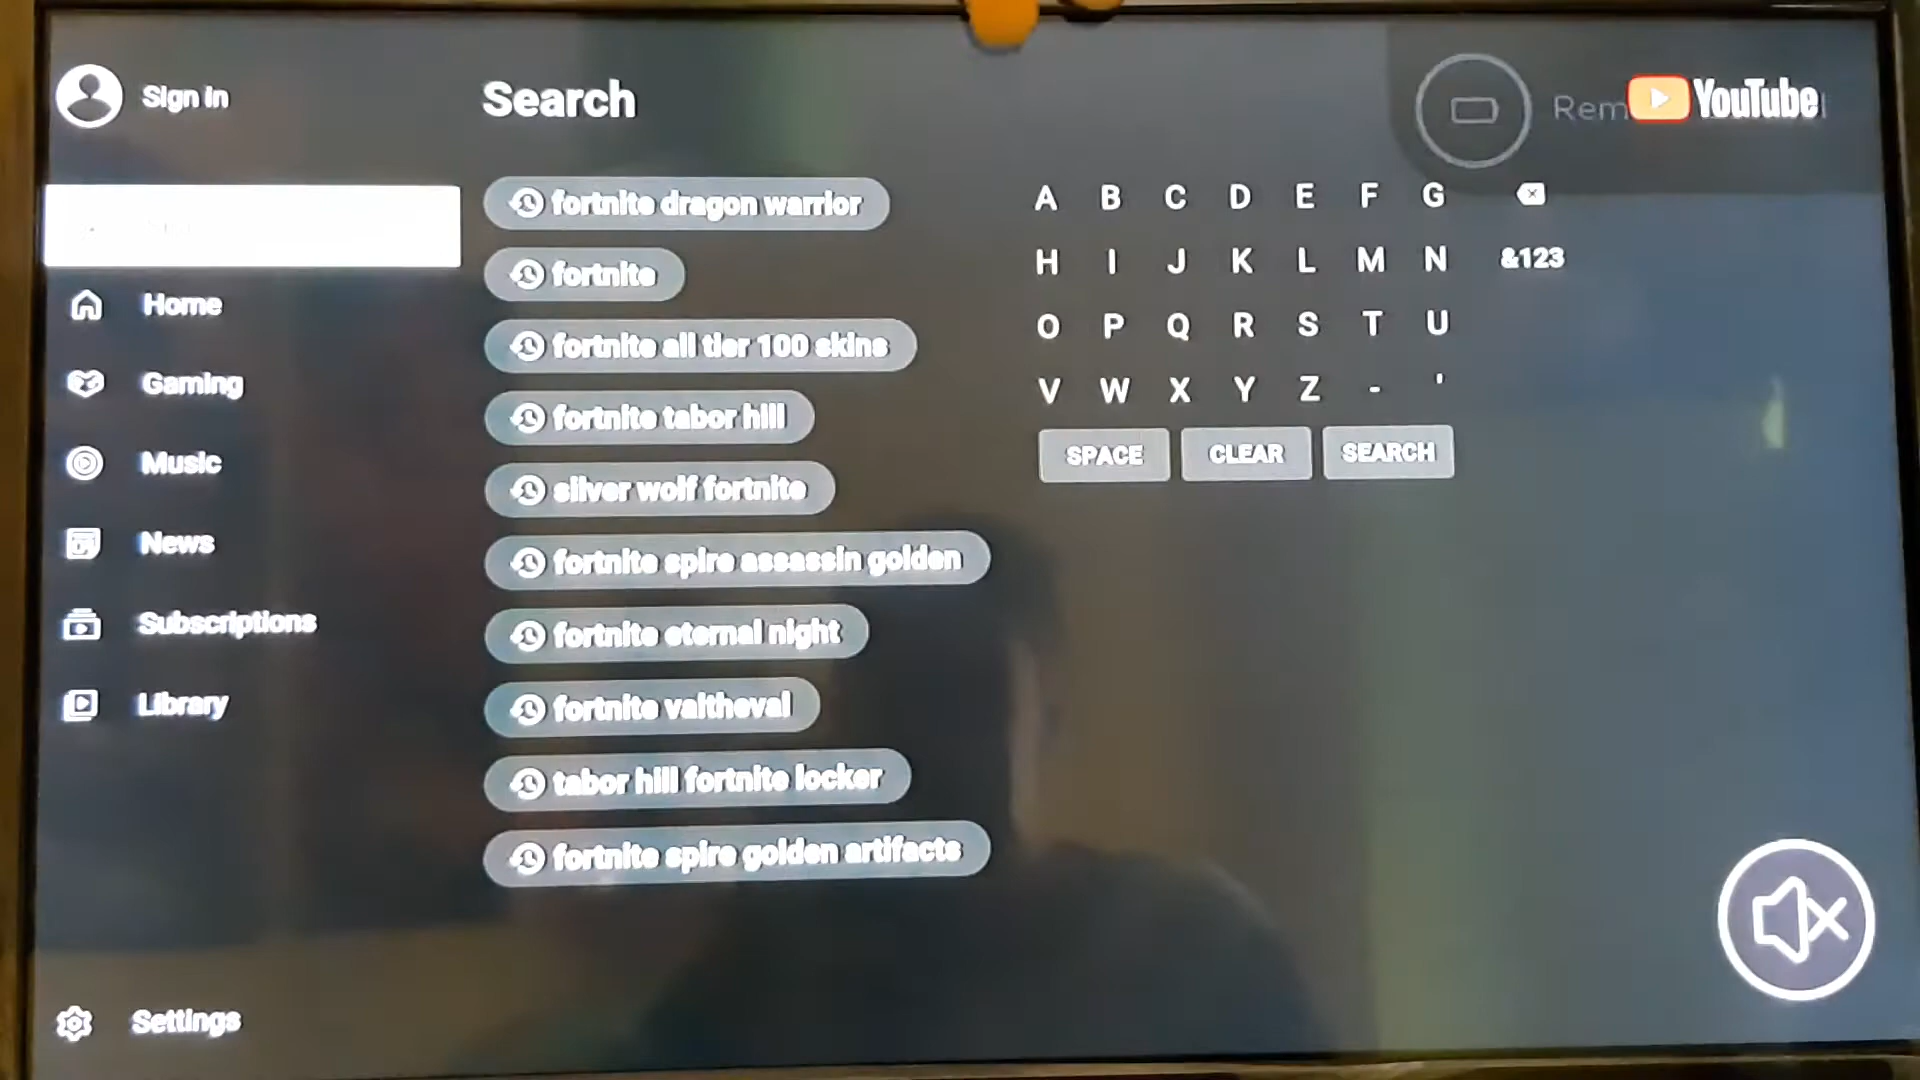 Sign in
Search
Rem
YouTube
fortnite dragon warrior
fortnite
fortnite all tier 100 skins
fortnite tabor hill
silver wolf fortnite
fortnite spire assassin golden
fortnite eternal night
fortnite valtheval
tabor hill fortnite locker
fortnite spire golden artifacts
A B C D E F G
H I J K L M N &123
O P Q R S T U
V W X Y Z - '
SPACE CLEAR SEARCH
Home
Gaming
Music
News
Subscriptions
Library
Settings